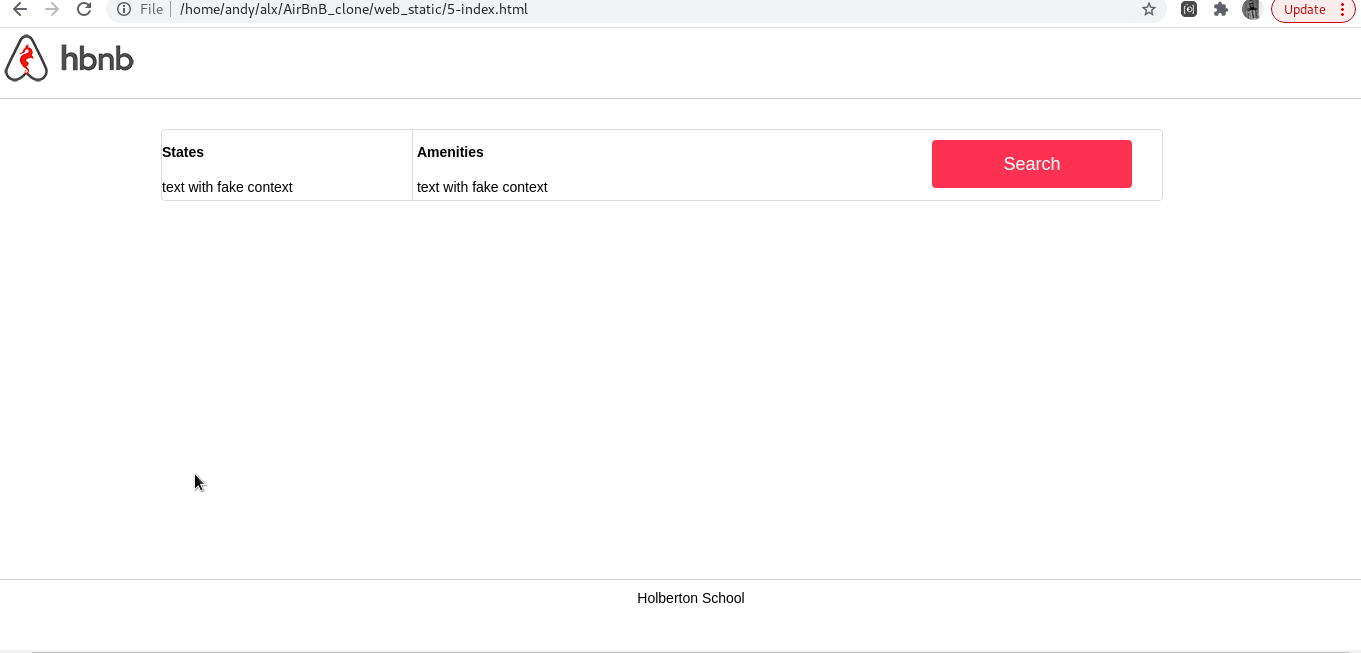 File /home/andy/alx/AirBnB_clone/web_static/5-index.html
Update
hbnb
States
Amenities
Search
text with fake context
text with fake context
Holberton School